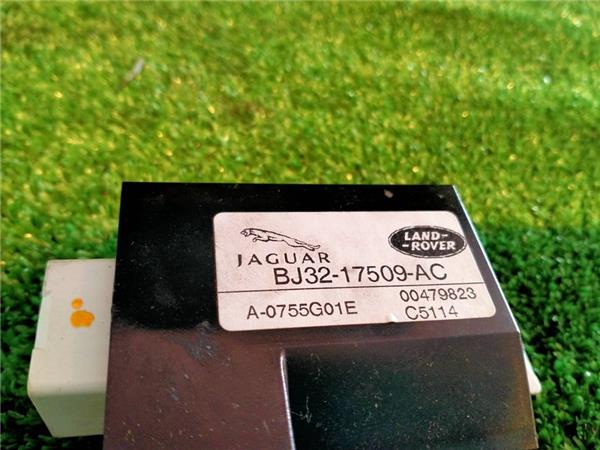 JAGUAR
LAND-
-ROVER
BJ32-17509-AC
A-0755G01E
00479823
C5114